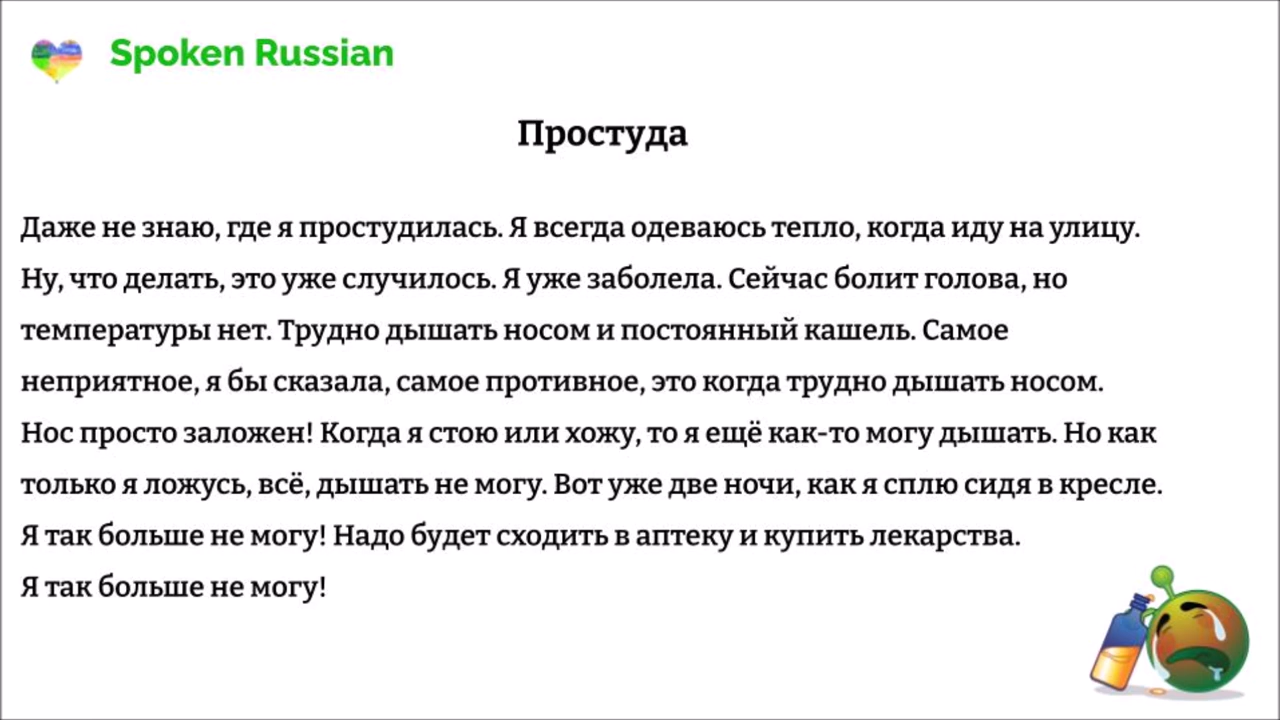 Spoken Russian
Простуда
Даже не знаю, где я простудилась. Я всегда одеваюсь тепло, когда иду на улицу.
Ну, что делать, это уже случилось. Я уже заболела. Сейчас болит голова, но
температуры нет. Трудно дышать носом и постоянный кашель. Самое
неприятное, я бы сказала, самое противное, это когда трудно дышать носом.
Нос просто заложен! Когда я стою или хожу, то я ещё как-то могу дышать. Но как
только я ложусь, всё, дышать не могу. Вот уже две ночи, как я сплю сидя в кресле.
Я так больше не могу! Надо будет сходить в аптеку и купить лекарства.
Я так больше не могу!